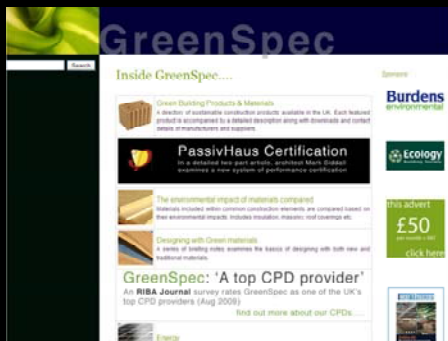 GreenSpec
Search
Inside GreenSpec....
Sponsors
Green Building Products & Materials
A directory of sustainable construction products available in the UK. Each featured
product is accompanied by a detailed description along with downloads and contact
details of manufacturers and suppliers.
Burdens
environmental
PassivHaus Certification
In a detailed two-part article, architect Mark Siddall
examines a new system of performance certification
Ecology
The environmental impact of materials compared
Materials included within common construction elements are compared on
their environmental impacts. Includes insulation, masonry, roof coverings etc.
this advert
£50
per month + VAT
click here
Designing with Green materials
A series of briefing notes examines the basics of designing with both new and
traditional materials.
GreenSpec: 'A top CPD provider'
An RIBA Journal survey rates GreenSpec as one of the UK's
top CPD providers (Aug 2009)
find out more about our CPDs....
Energy